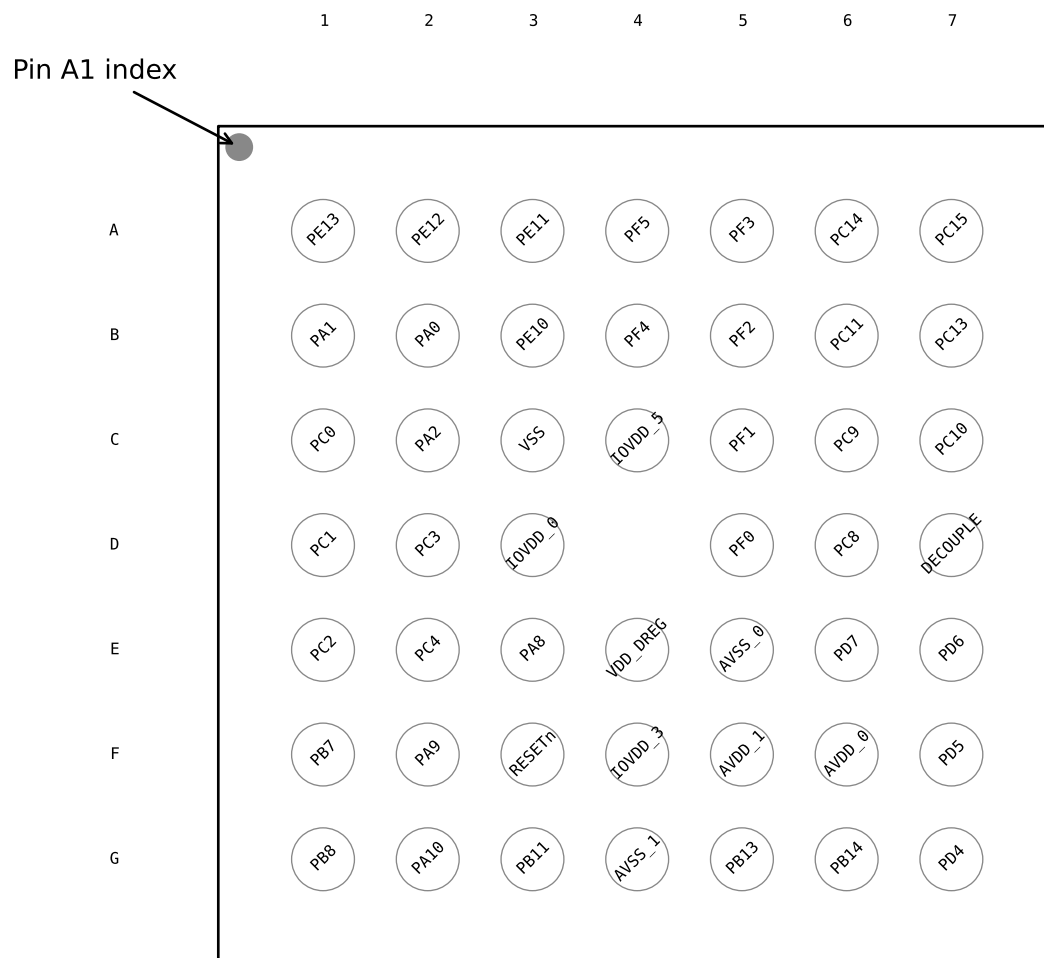 1 2 3 4 5 6 7
Pin A1 index
A PE13 PE12 PE11 PF5 PF3 PC14 PC15
B PA1 PA0 PE10 PF4 PF2 PC11 PC13
C PC0 PA2 VSS IOVDD_5 PF1 PC9 PC10
D PC1 PC3 IOVDD_0 PF0 PC8 DECOUPLE
E PC2 PC4 PA8 VDD_DREG AVSS_0 PD7 PD6
F PB7 PA9 RESETn IOVDD_3 AVDD_1 AVDD_0 PD5
G PB8 PA10 PB11 AVSS_1 PB13 PB14 PD4